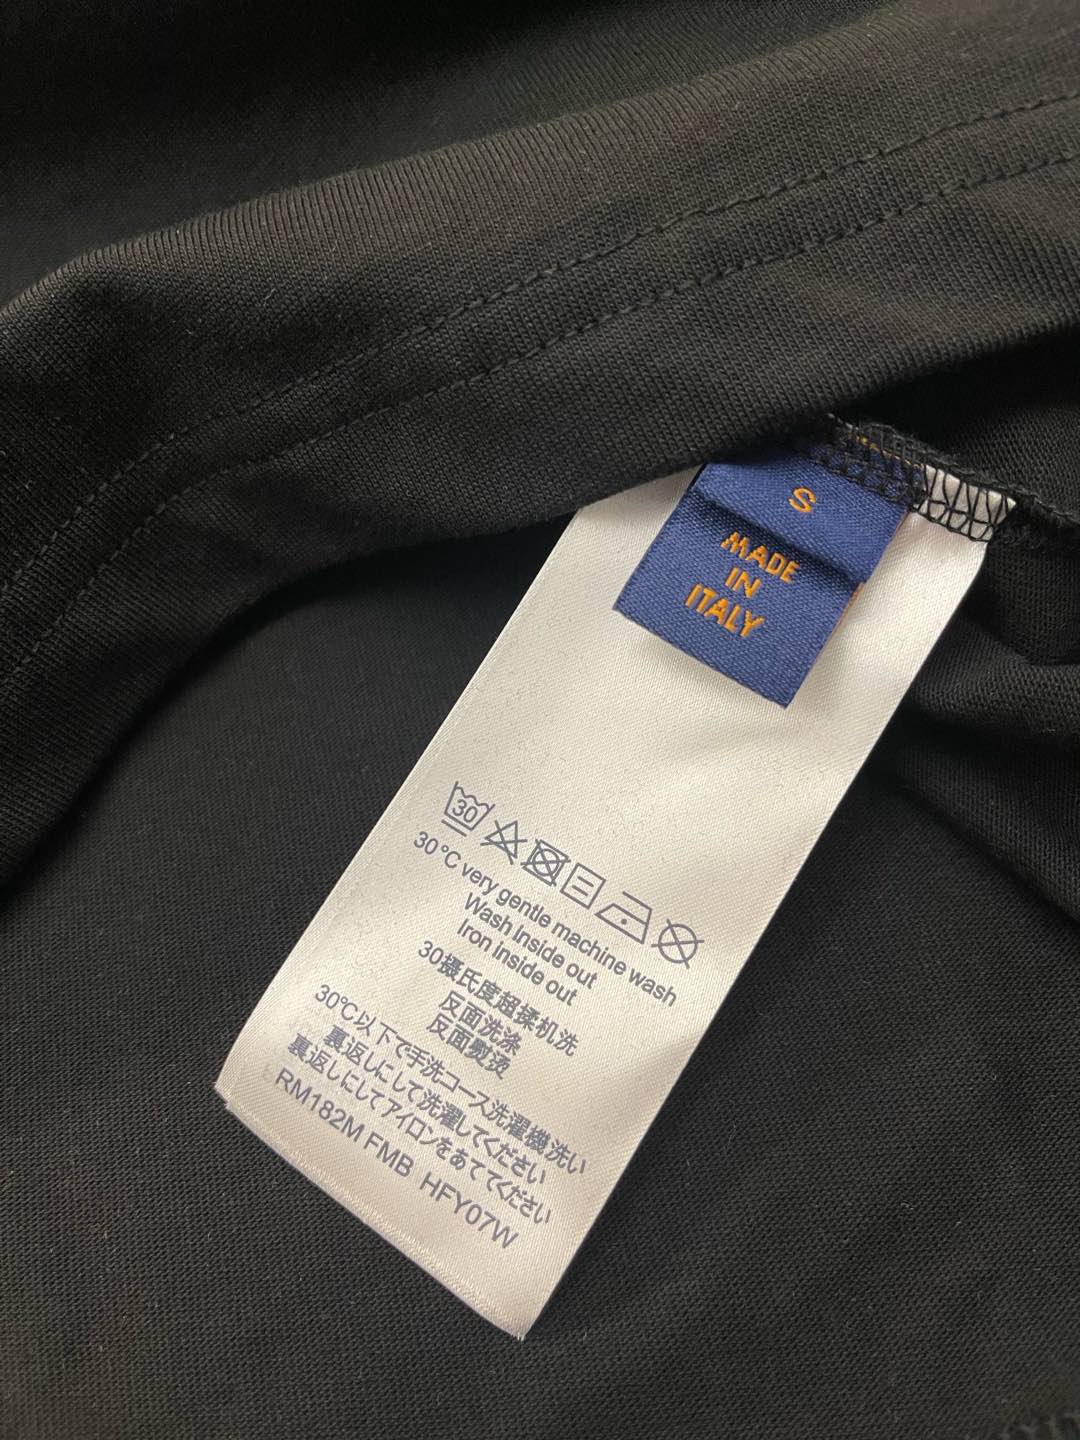 S
MADE
IN
ITALY
30
30°C very gentle machine wash
Wash inside out
Iron inside out
30摄氏度超揉机洗
反面洗涤
反面熨烫
30℃以下で手洗コース洗濯機洗い
裏返しにして洗濯してください
裏返しにしてアイロンをあててください
RM182M FMB HFY07W